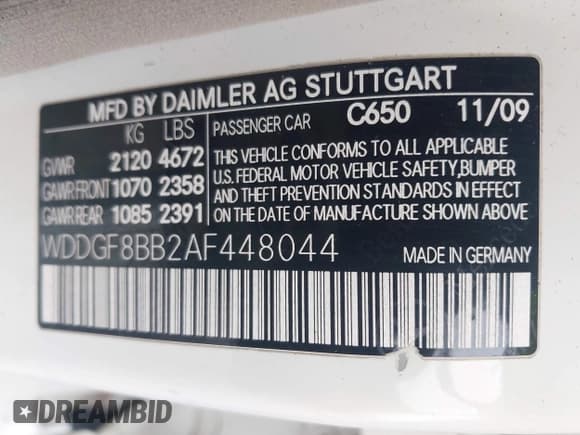 MFD BY DAIMLER AG STUTTGART
KG LBS PASSENGER CAR C650 11/09
GVWR 2120 4672 THIS VEHICLE CONFORMS TO ALL APPLICABLE
GAWR FRONT 1070 2358 U.S. FEDERAL MOTOR VEHICLE SAFETY,BUMPER
GAWR REAR 1085 2391 AND THEFT PREVENTION STANDARDS IN EFFECT
ON THE DATE OF MANUFACTURE SHOWN ABOVE
WDDGF8BB2AF448044 MADE IN GERMANY
DREAMBID